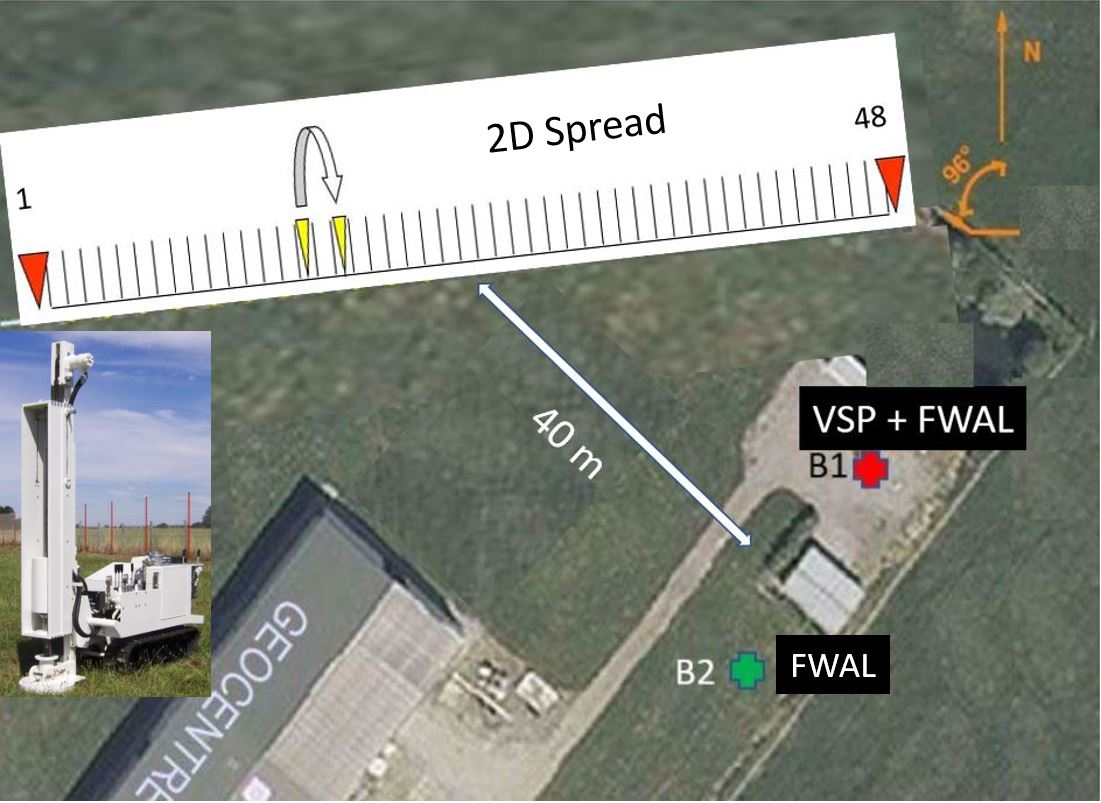 2D Spread
48
N
96°
1
VSP + FWAL
40 m
B1
B2
FWAL
GEOCENTRE